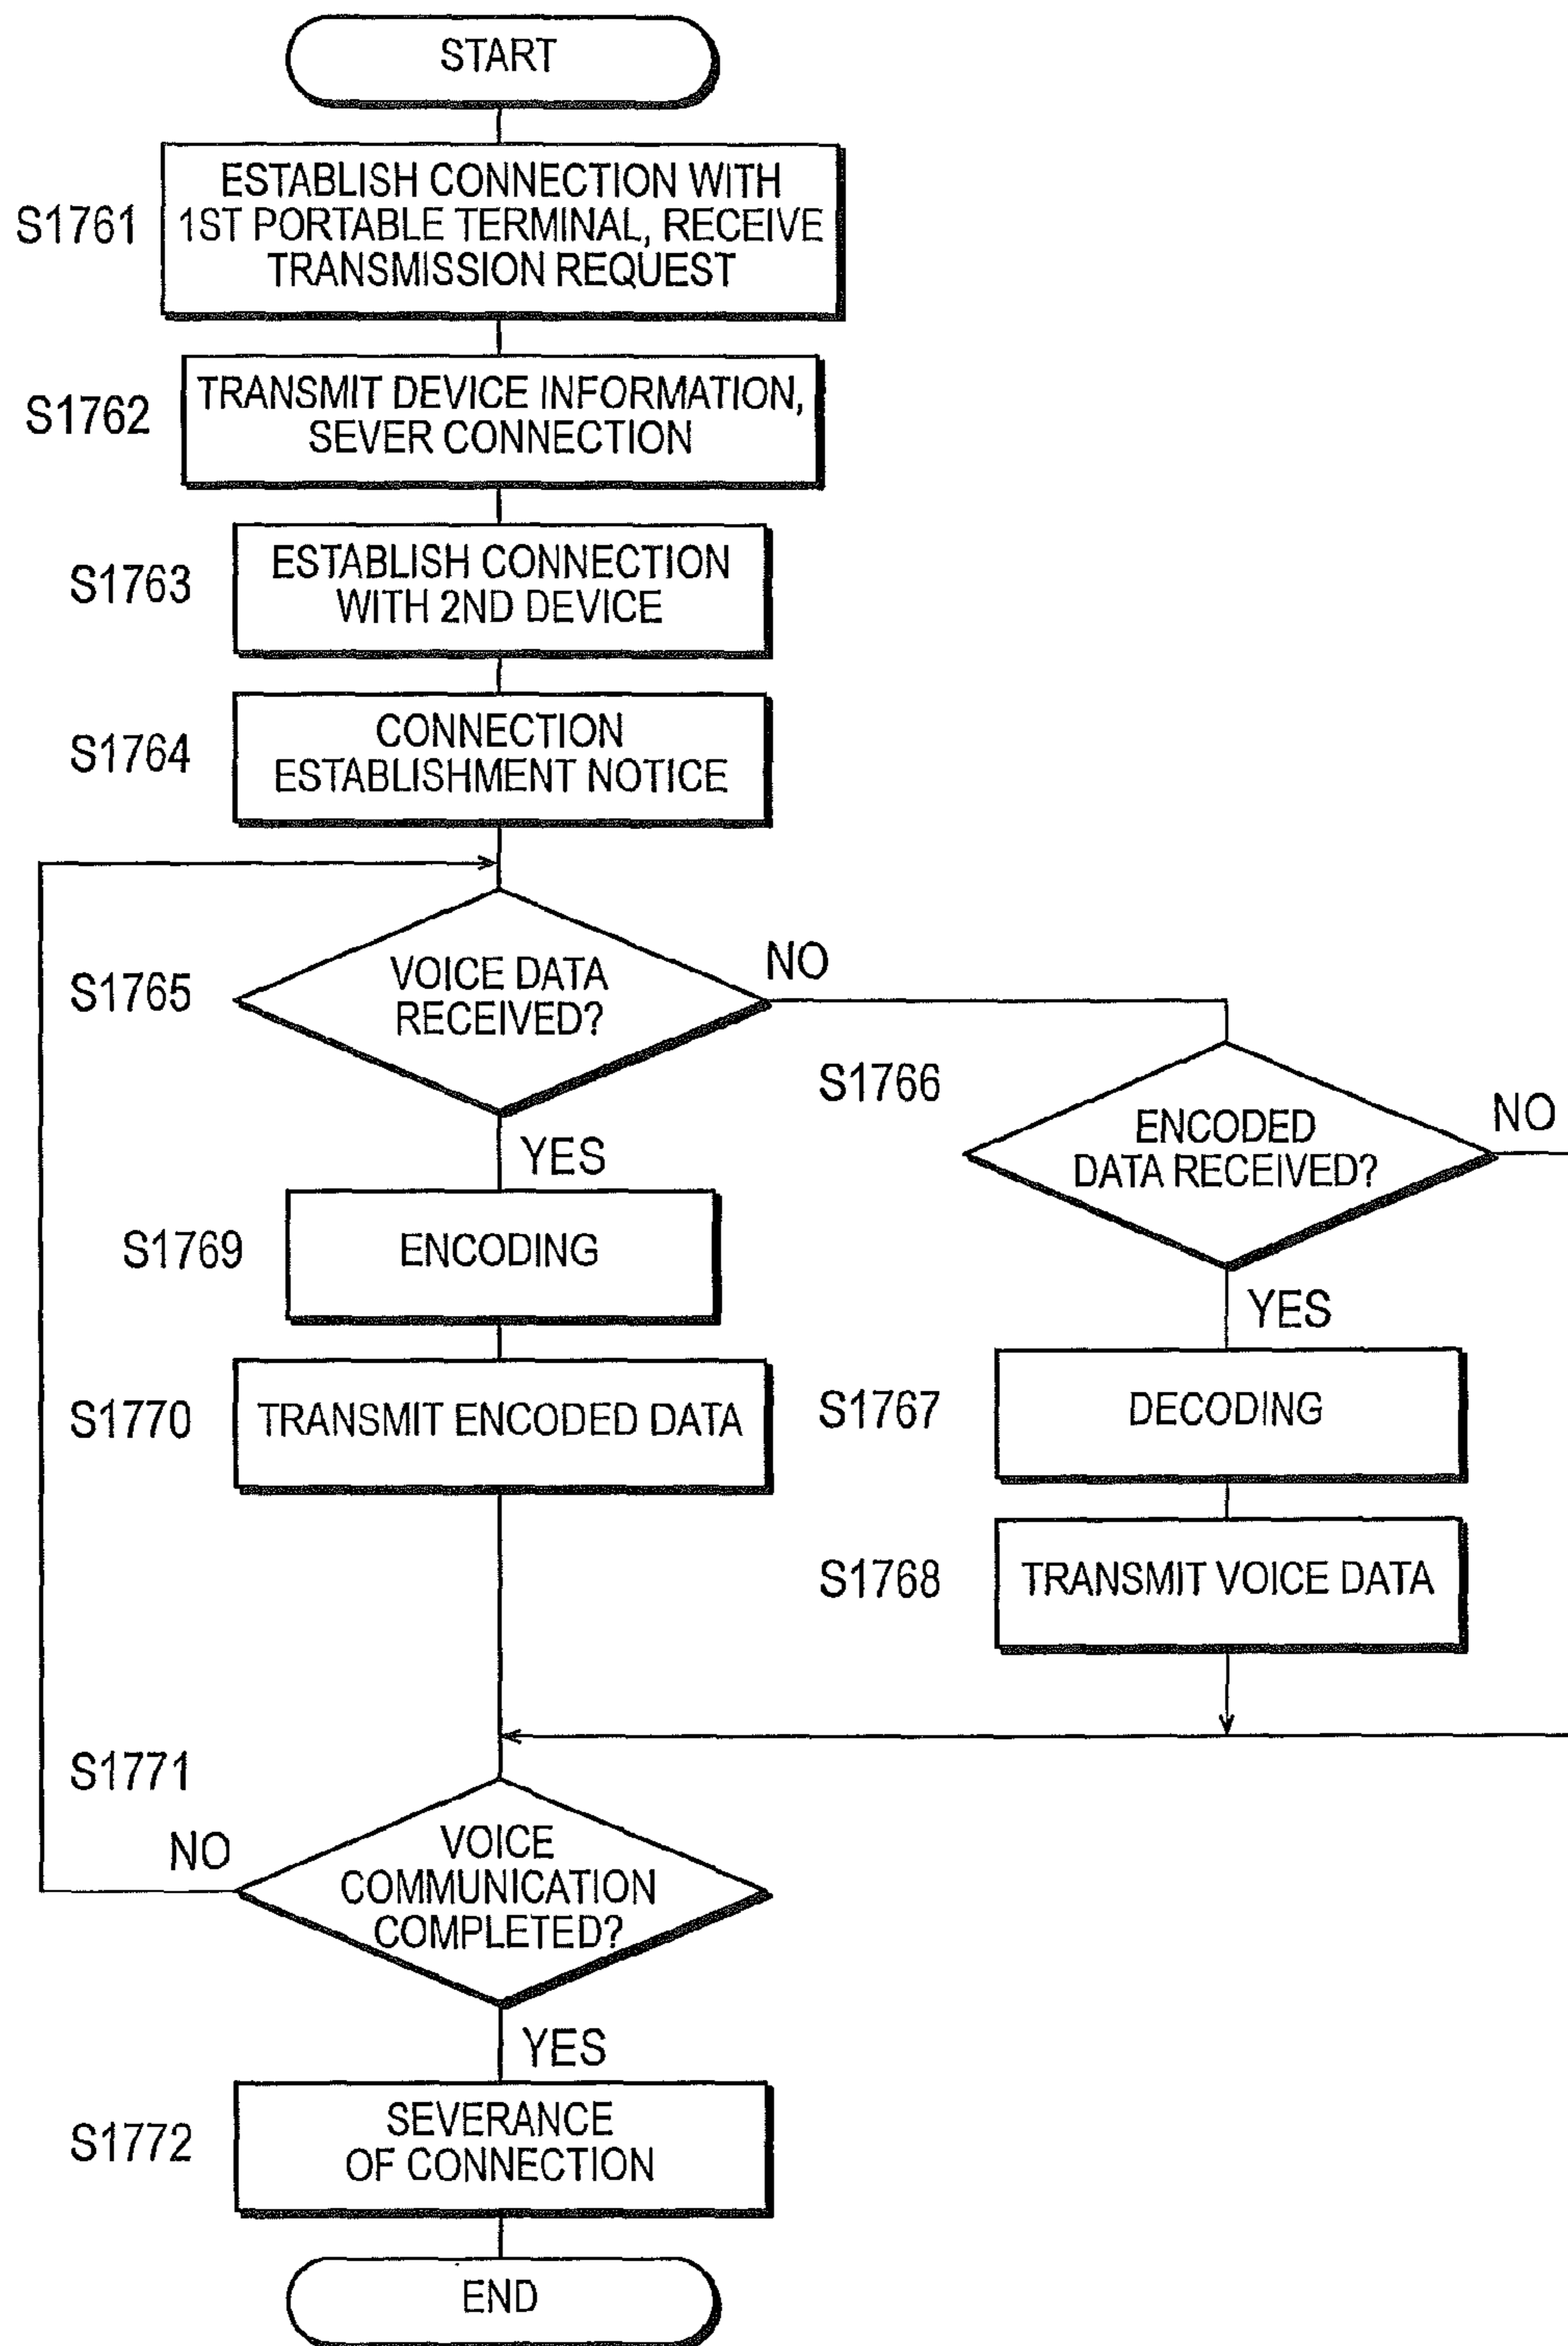 START
S1761
ESTABLISH CONNECTION WITH
1ST PORTABLE TERMINAL, RECEIVE
TRANSMISSION REQUEST
S1762
TRANSMIT DEVICE INFORMATION,
SEVER CONNECTION
S1763
ESTABLISH CONNECTION
WITH 2ND DEVICE
S1764
CONNECTION
ESTABLISHMENT NOTICE
S1765
VOICE DATA
RECEIVED?
NO
S1766
ENCODED
DATA RECEIVED?
NO
YES
S1769
ENCODING
YES
S1770
TRANSMIT ENCODED DATA
S1767
DECODING
S1768
TRANSMIT VOICE DATA
S1771
NO
VOICE
COMMUNICATION
COMPLETED?
YES
S1772
SEVERANCE
OF CONNECTION
END